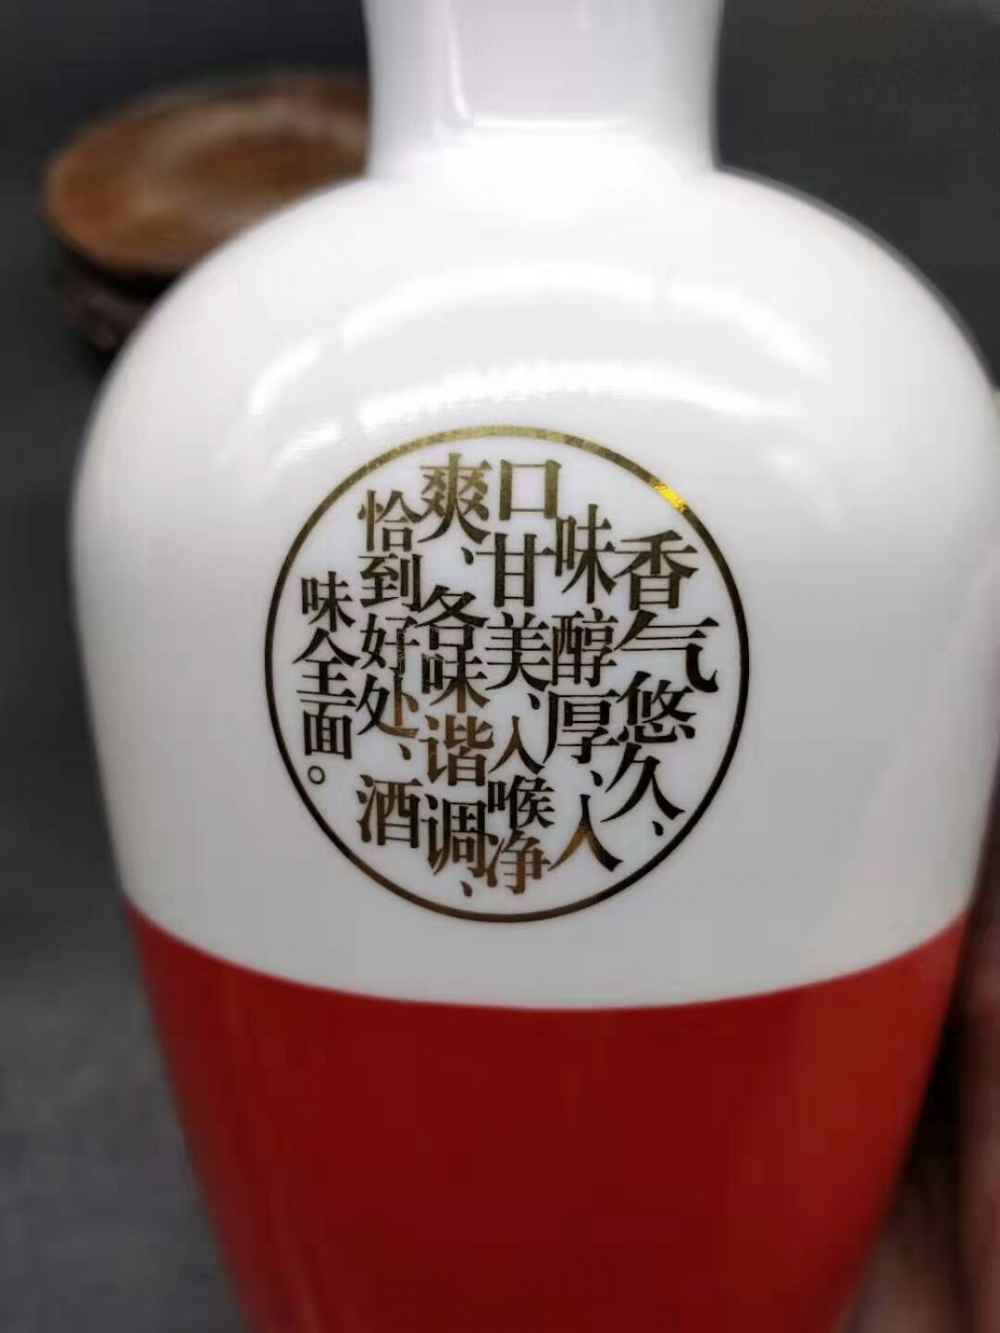 香气悠久、
味醇厚、入
口甘美、入喉净
爽、各味谐调、
恰到好处、酒
味全面。